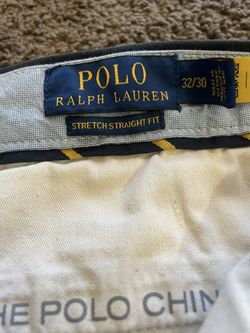 POLO
RALPH LAUREN
32/30
STRETCH STRAIGHT FIT
HE POLO CHIN